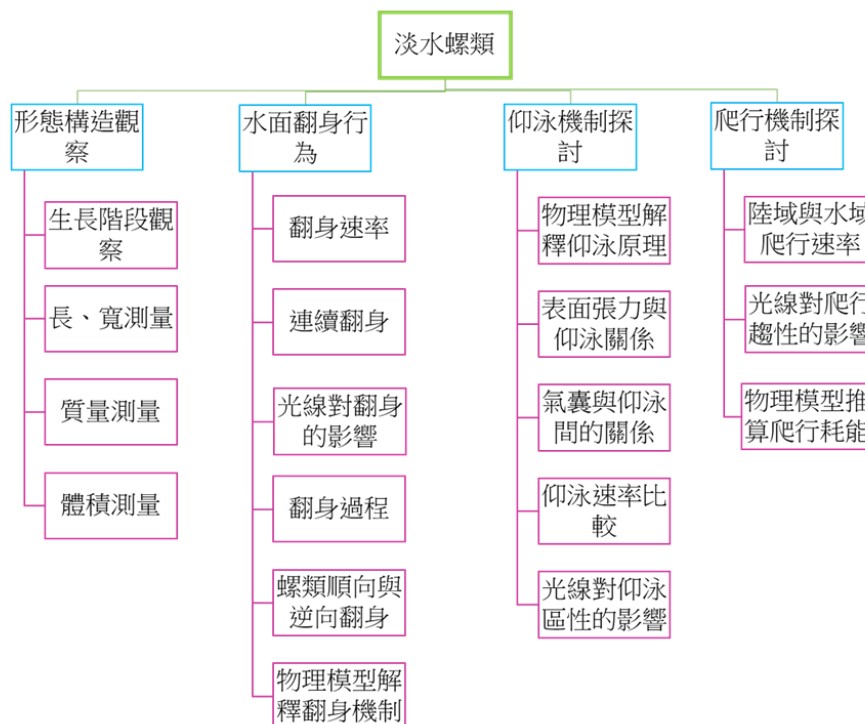 淡水螺類
形態構造觀
察
生長階段觀
察
長、寬測量
質量測量
體積測量
水面翻身行
為
翻身速率
連續翻身
光線對翻身
的影響
翻身過程
螺類順向與
逆向翻身
物理模型解
釋翻身機制
仰泳機制探
討
物理模型解
釋仰泳原理
表面張力與
仰泳關係
氣囊與仰泳
間的關係
仰泳速率比
較
光線對仰泳
區性的影響
爬行機制探
討
陸域與水域
爬行速率
光線對爬行
趨性的影響
物理模型推
算爬行耗能